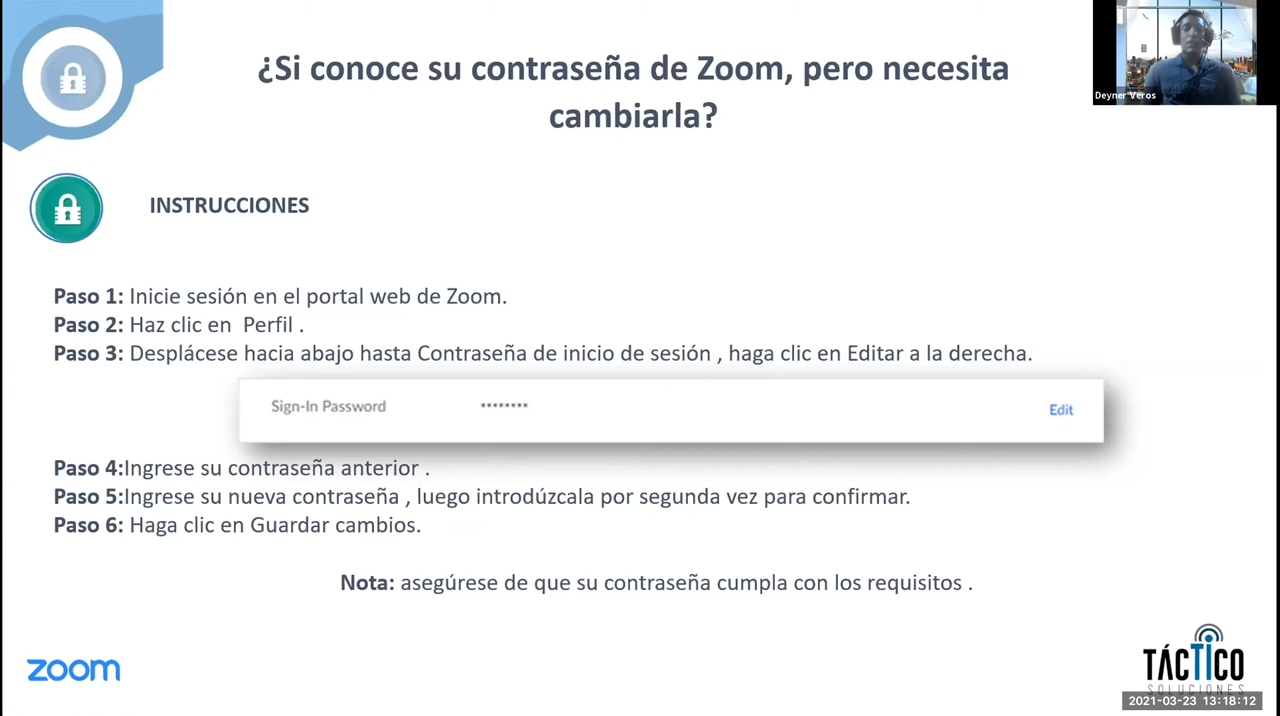 ¿Si conoce su contraseña de Zoom, pero necesita
cambiarla?
Deyner Veros
INSTRUCCIONES
Paso 1: Inicie sesión en el portal web de Zoom.
Paso 2: Haz clic en  Perfil .
Paso 3: Desplácese hacia abajo hasta Contraseña de inicio de sesión , haga clic en Editar a la derecha.
Sign-In Password ******** Edit
Paso 4:Ingrese su contraseña anterior .
Paso 5:Ingrese su nueva contraseña , luego introdúzcala por segunda vez para confirmar.
Paso 6: Haga clic en Guardar cambios.
Nota: asegúrese de que su contraseña cumpla con los requisitos .
zoom
TÁCTICO
SOLUCIONES
2021-03-23 13:18:12